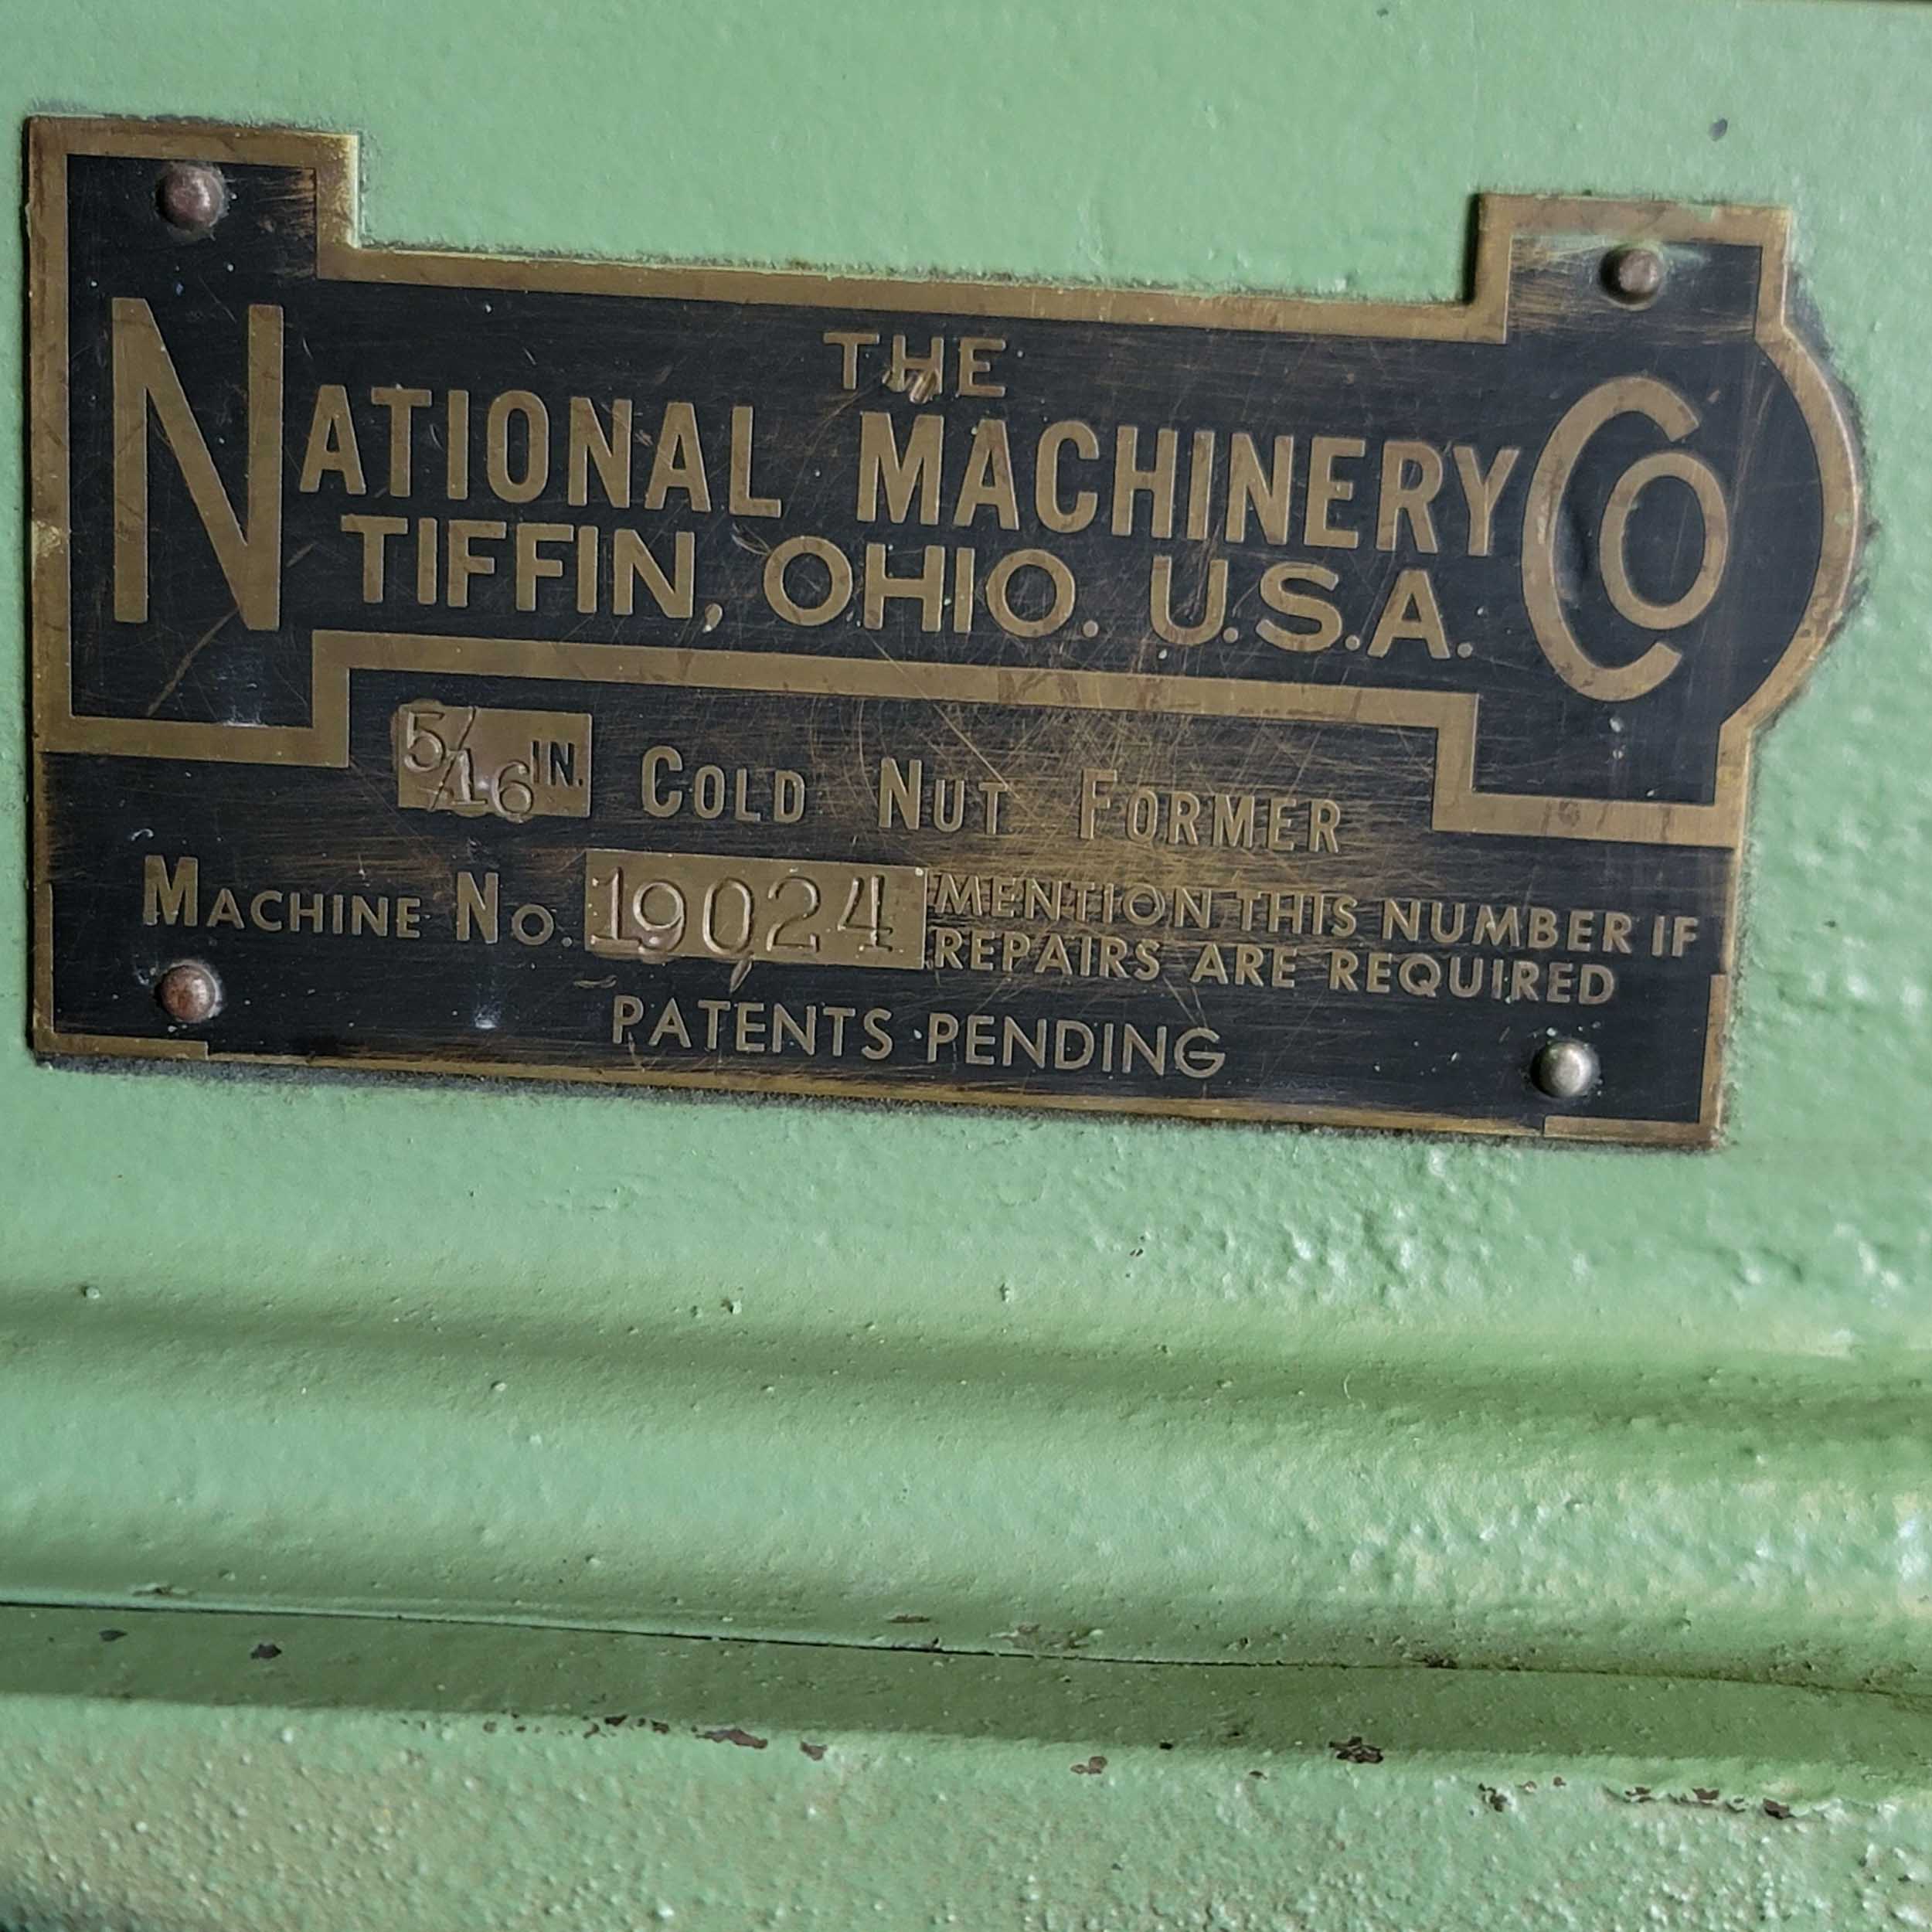 THE
NATIONAL MACHINERY CO
TIFFIN, OHIO. U.S.A.
5/16 IN. COLD NUT FORMER
MACHINE NO. 19024 MENTION THIS NUMBER IF
REPAIRS ARE REQUIRED
PATENTS PENDING